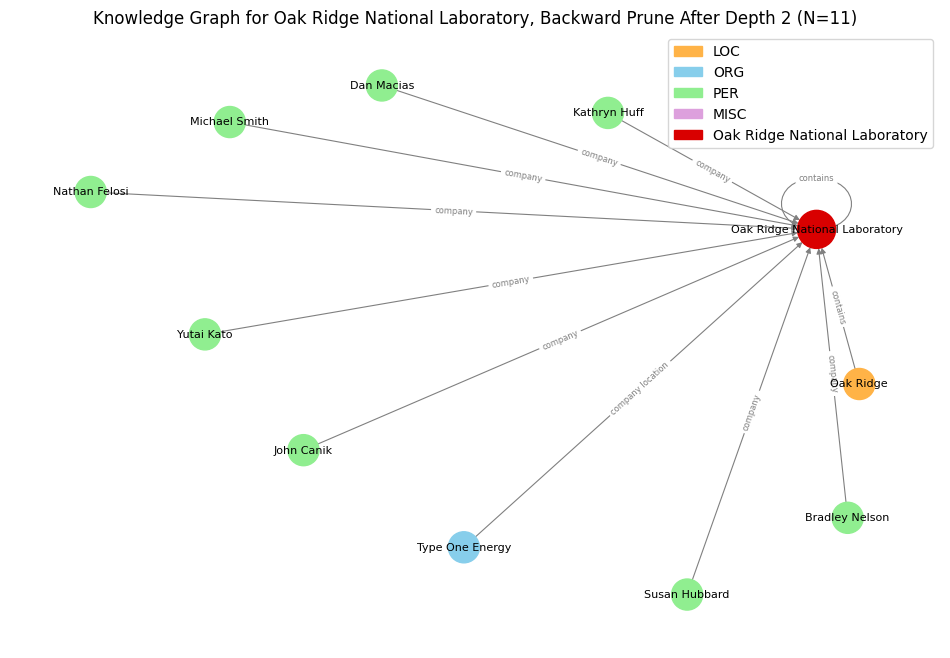 Knowledge Graph for Oak Ridge National Laboratory, Backward Prune After Depth 2 (N=11)
LOC
ORG
PER
MISC
Oak Ridge National Laboratory
Dan Macias
Kathryn Huff
Michael Smith
company
company
company
contains
Nathan Felosi
company
Oak Ridge National Laboratory
company
contains
Yutai Kato
company
company
company location
Oak Ridge
company
John Canik
Bradley Nelson
Type One Energy
Susan Hubbard